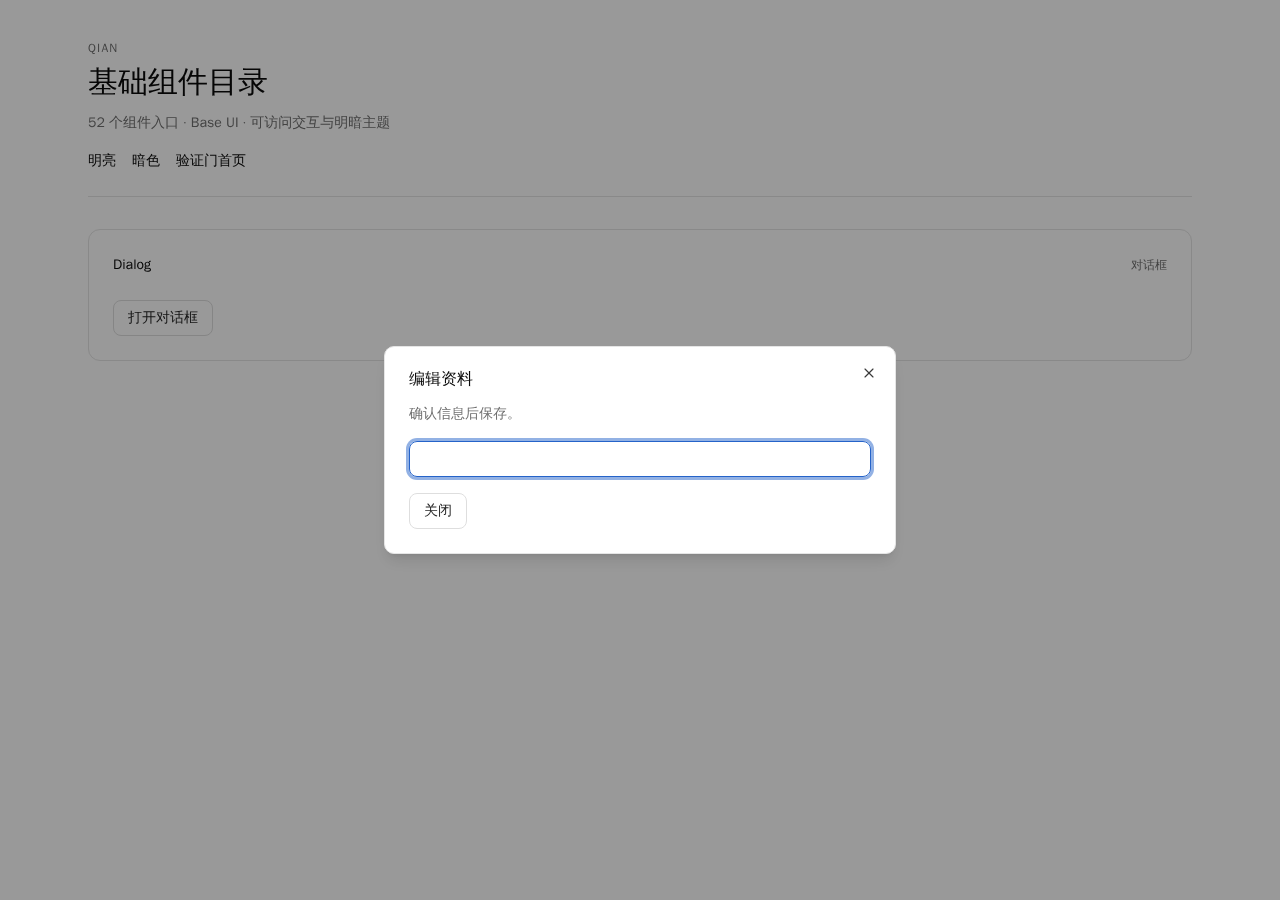 QIAN
基础组件目录
52 个组件入口 · Base UI · 可访问交互与明暗主题
明亮 暗色 验证门首页
Dialog 对话框
打开对话框
编辑资料
确认信息后保存。
关闭